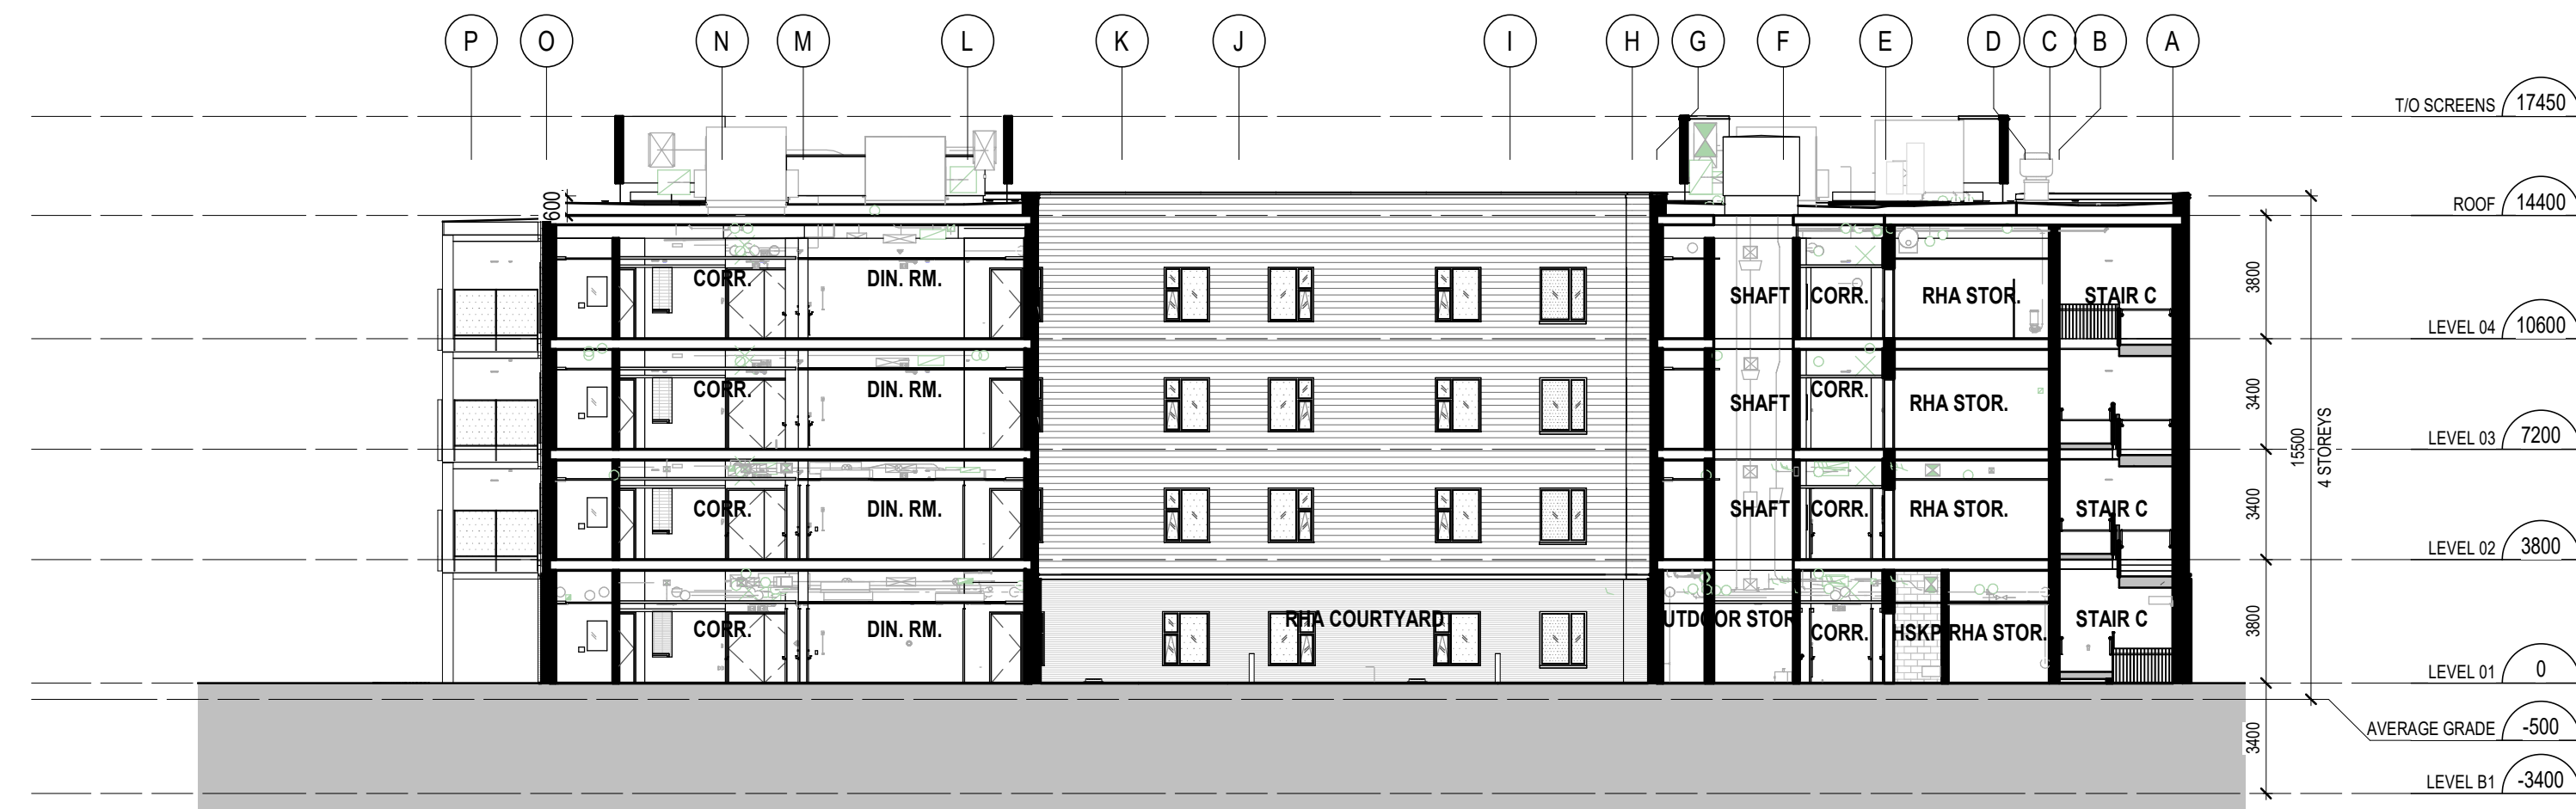 P O N M L K J I H G F E D C B A
T/O SCREENS 17450
600
ROOF 14400
CORR. DIN. RM. SHAFT CORR. RHA STOR. STAIR C
3800
LEVEL 04 10600
CORR. DIN. RM. SHAFT CORR. RHA STOR.
3400
15500
4 STOREYS
LEVEL 03 7200
CORR. DIN. RM. SHAFT CORR. RHA STOR. STAIR C
3400
LEVEL 02 3800
CORR. DIN. RM. RHA COURTYARD UTDOOR STOR CORR. HSKP RHA STOR. STAIR C
3800
LEVEL 01 0
AVERAGE GRADE -500
3400
LEVEL B1 -3400